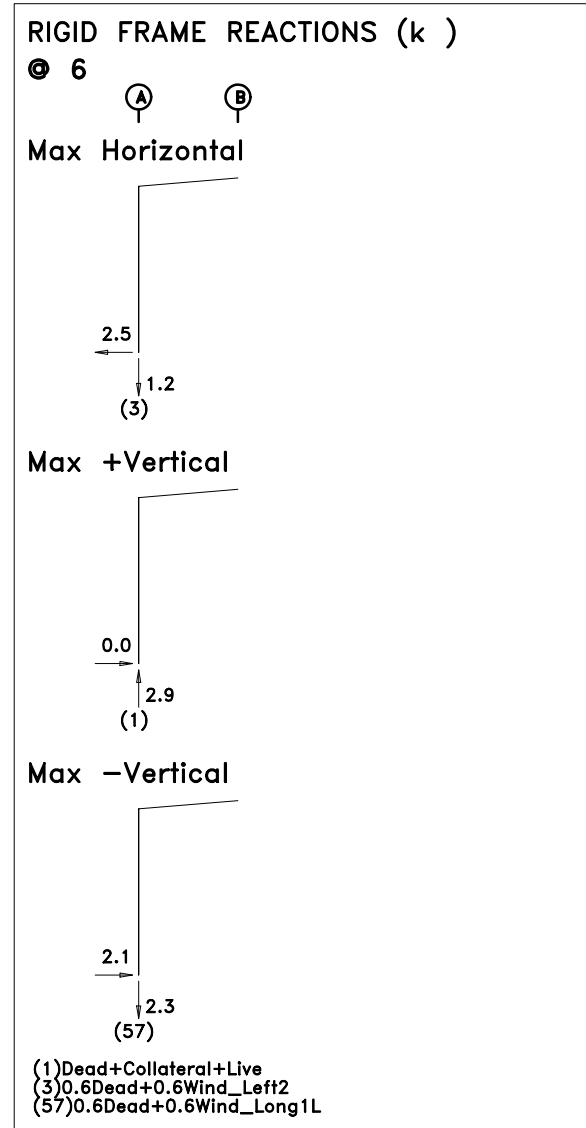 RIGID FRAME REACTIONS (k )
@ 6
A B
Max Horizontal
2.5
1.2
(3)
Max +Vertical
0.0
2.9
(1)
Max -Vertical
2.1
2.3
(57)
(1)Dead+Collateral+Live
(3)0.6Dead+0.6Wind_Left2
(57)0.6Dead+0.6Wind_Long1L